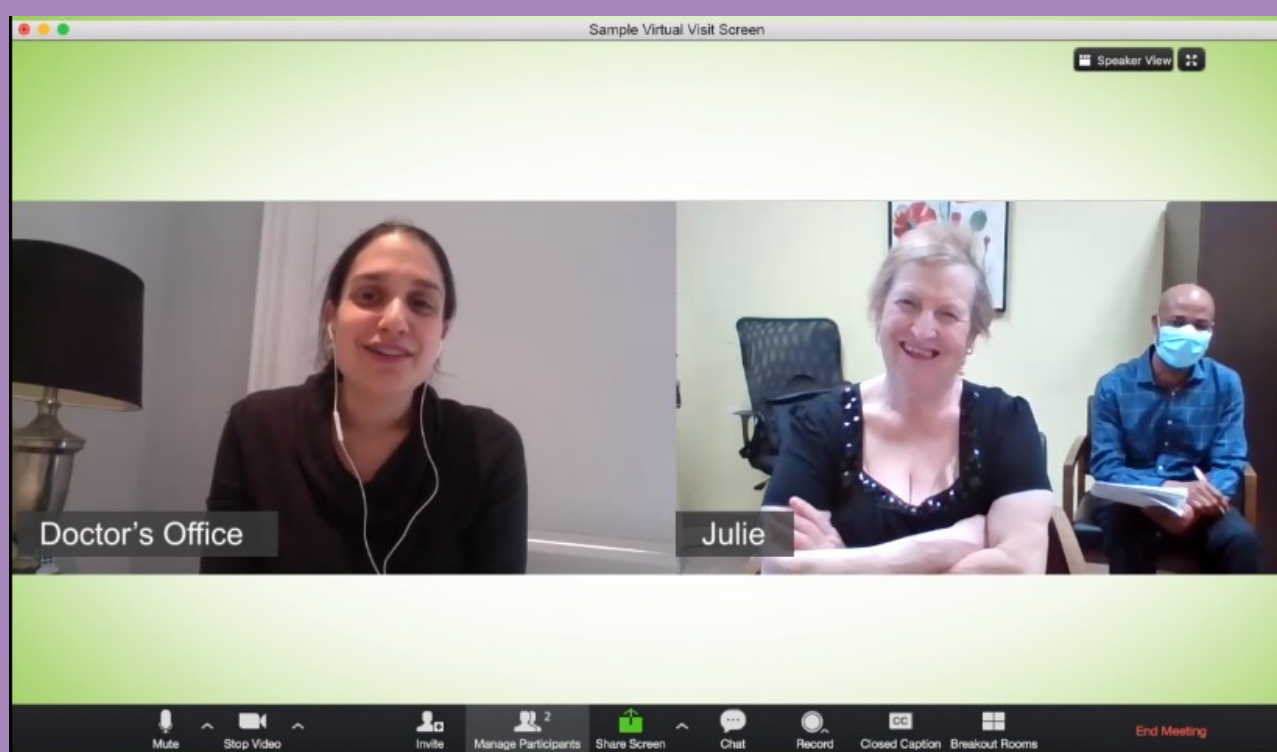 Sample Virtual Visit Screen
Speaker View
Doctor's Office
Julie
2
Mute
Stop Video
Invite
Manage Participants
Share Screen
Chat
Record
CC
Closed Caption
Breakout Rooms
End Meeting